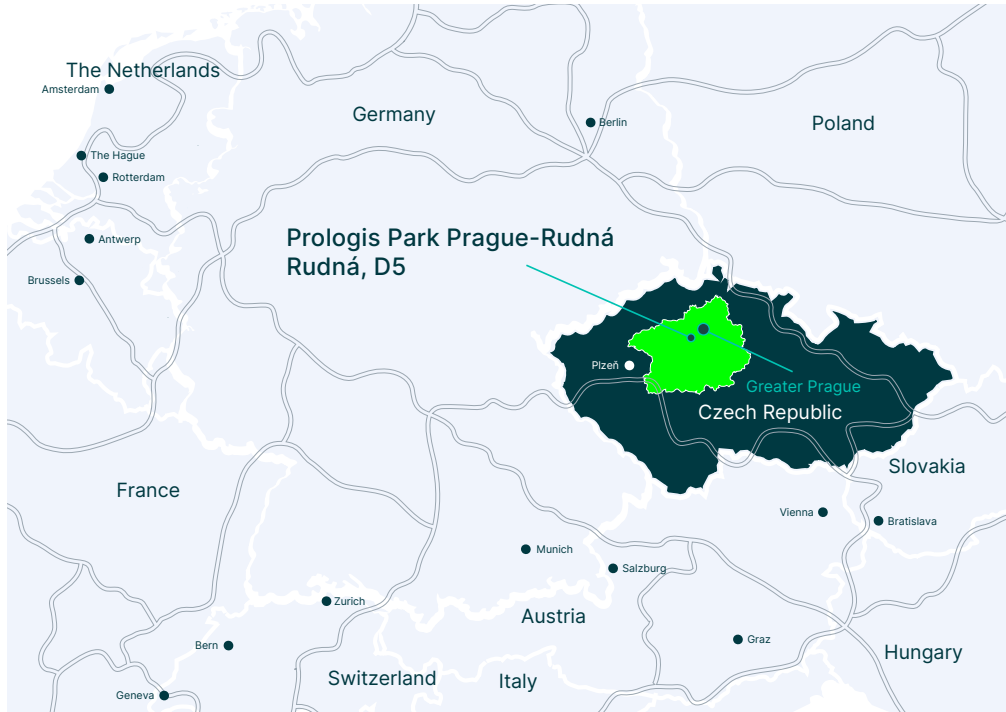 The Netherlands
Amsterdam
Germany
Berlin
Poland
The Hague
Rotterdam
Antwerp
Prologis Park Prague-Rudná
Rudná, D5
Brussels
Plzeň
Greater Prague
Czech Republic
Slovakia
France
Vienna
Bratislava
Munich
Salzburg
Zurich
Austria
Graz
Bern
Hungary
Switzerland
Italy
Geneva